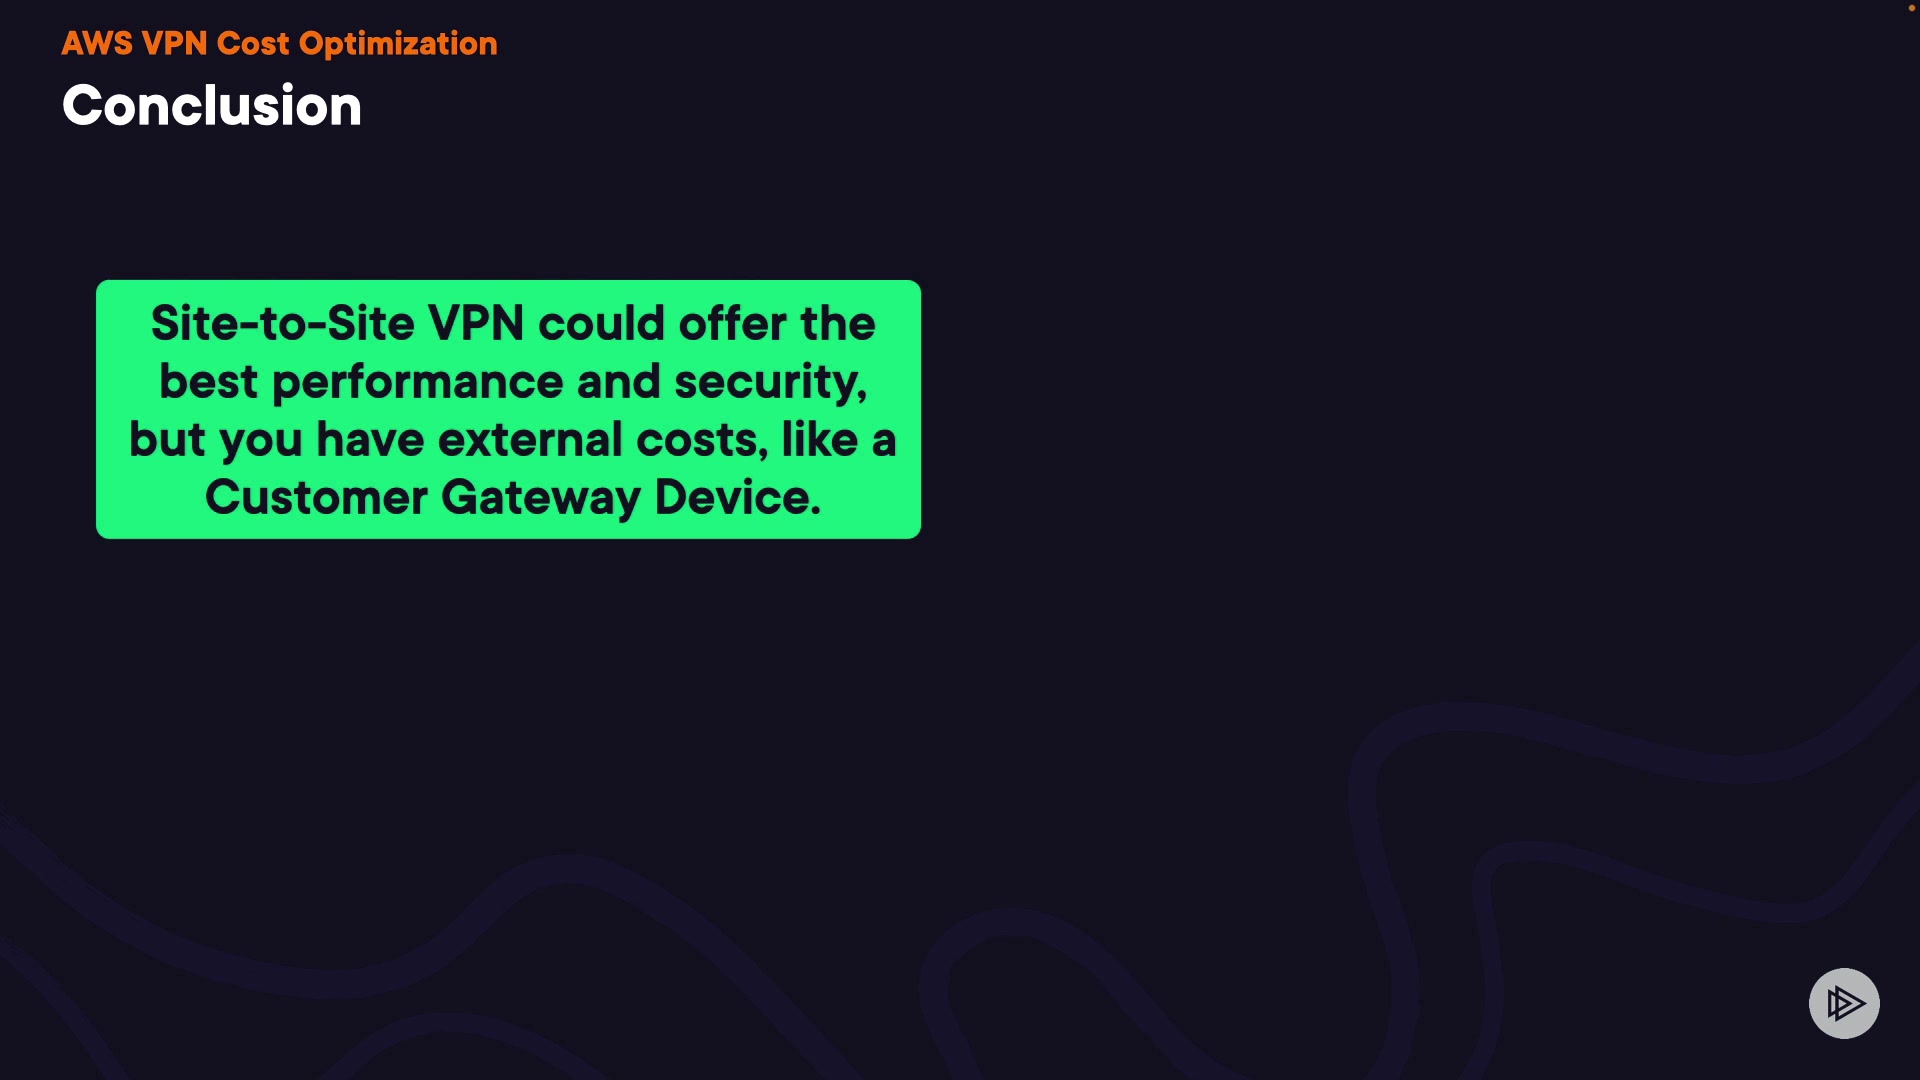 AWS VPN Cost Optimization
Conclusion
Site-to-Site VPN could offer the
best performance and security,
but you have external costs, like a
Customer Gateway Device.